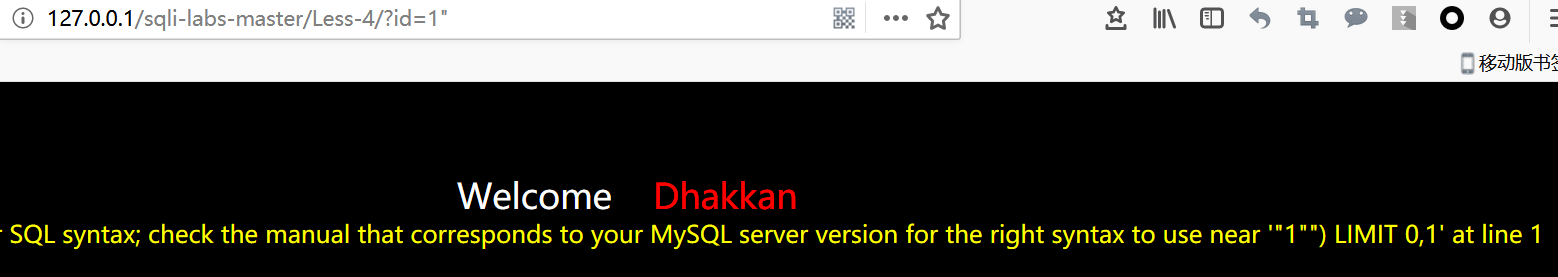 127.0.0.1/sqli-labs-master/Less-4/?id=1"
移动版书签
Welcome Dhakkan
r SQL syntax; check the manual that corresponds to your MySQL server version for the right syntax to use near '"1"") LIMIT 0,1' at line 1